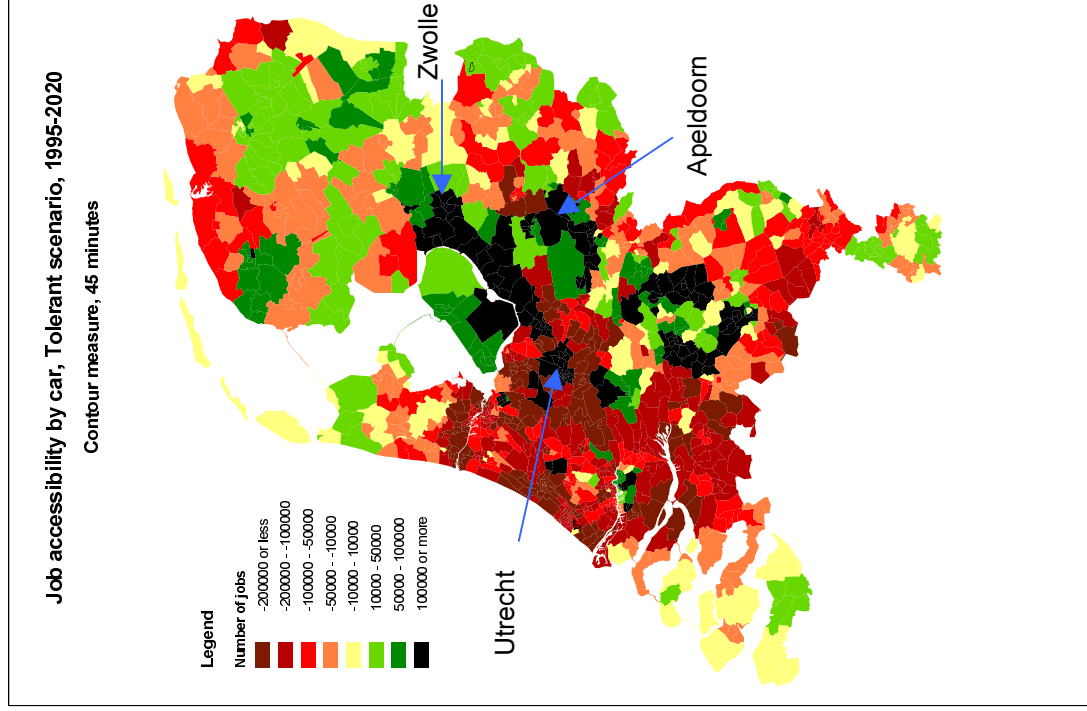 Job accessibility by car, Tolerant scenario, 1995-2020
Contour measure, 45 minutes
Legend
Number of jobs
-200000 or less
-200000 - -100000
-100000 - -50000
-50000 - -10000
-10000 - 10000
10000 - 50000
50000 - 100000
100000 or more
Utrecht
Zwolle
Apeldoorn